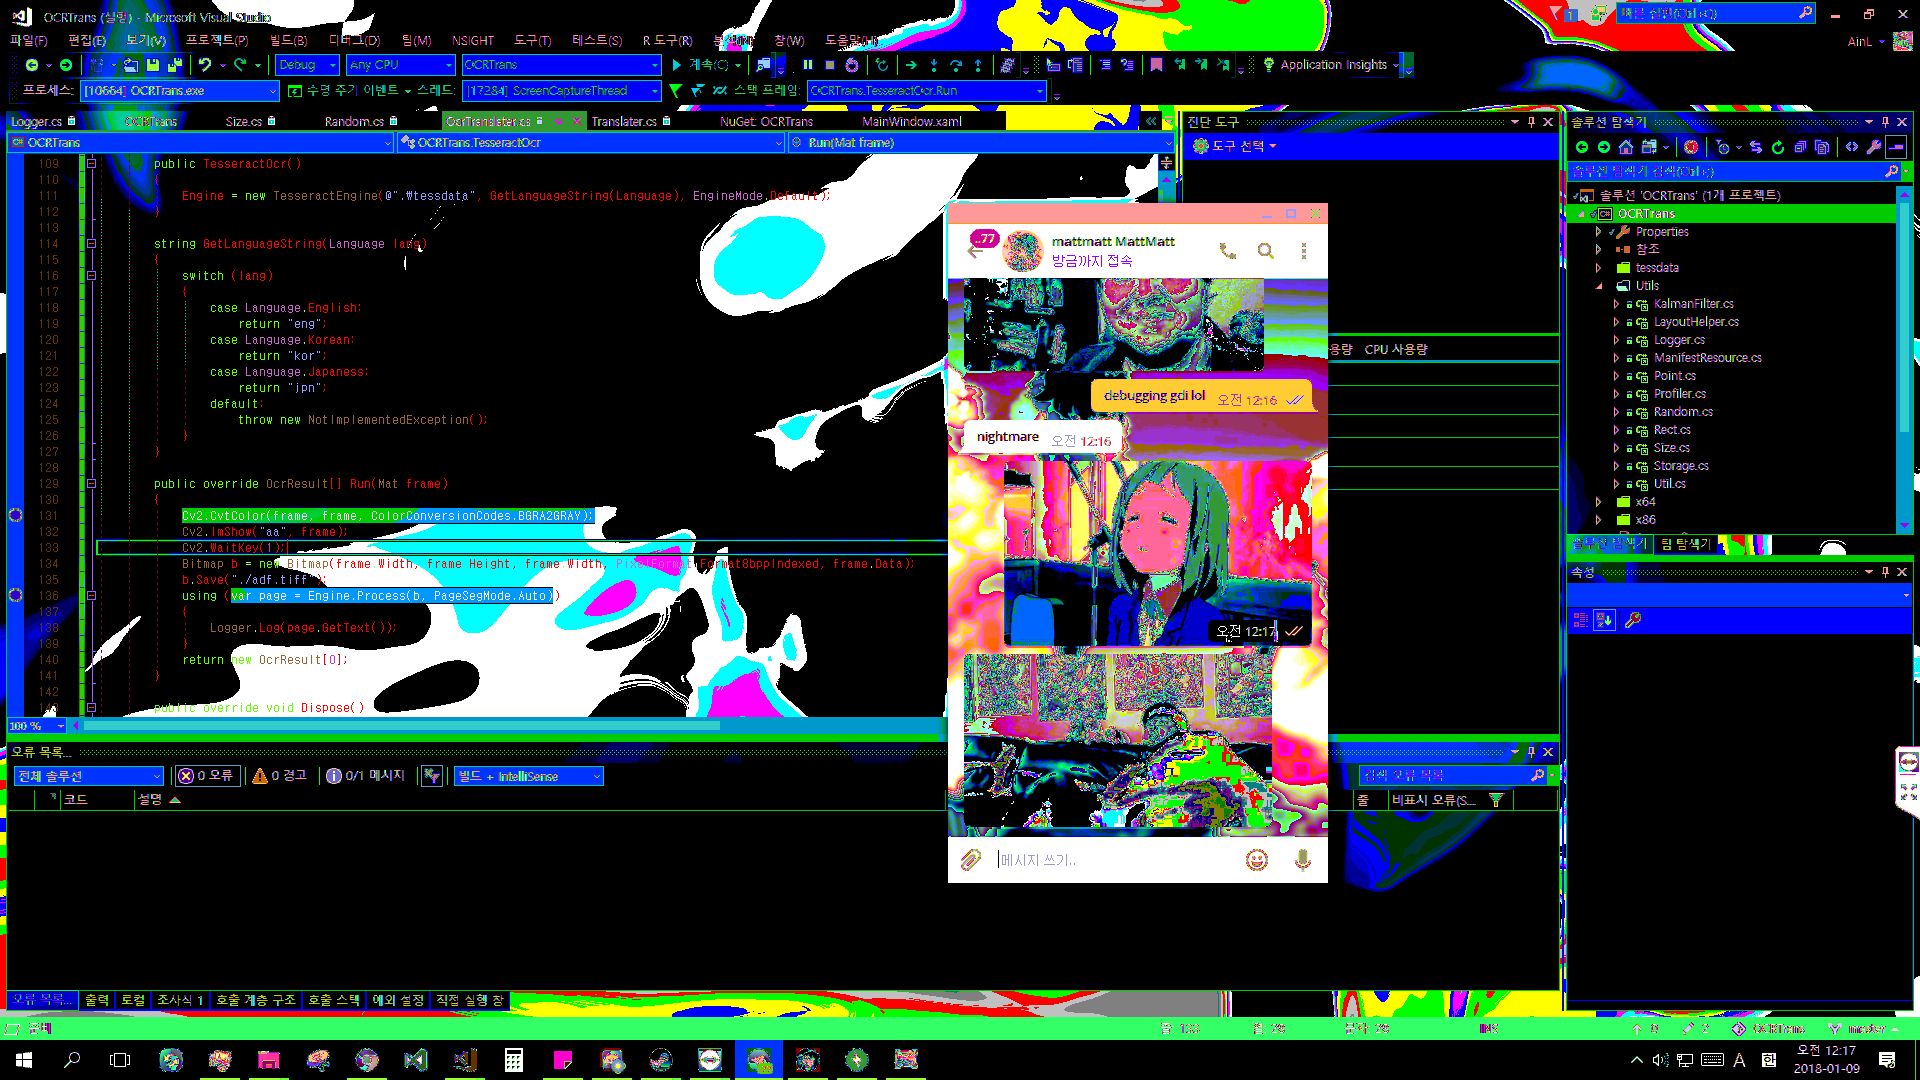 OCRTrans (실행) - Microsoft Visual Studio
빠른 실행(Ctrl+Q)
파일(F) 편집(E) 보기(V) 프로젝트(P) 빌드(B) 디버그(D) 팀(M) NSIGHT 도구(T) 테스트(S) R 도구(R) 분석(N) 창(W) 도움말(H)
AinL
Debug Any CPU OCRTrans 계속(C) Application Insights
프로세스: [10664] OCRTrans.exe 수명 주기 이벤트 스레드: [17284] ScreenCaptureThread 스택 프레임: OCRTrans.TesseractOcr.Run
Logger.cs OCRTrans Size.cs Random.cs OcrTranslater.cs Translater.cs NuGet: OCRTrans MainWindow.xaml
OCRTrans OCRTrans.TesseractOcr Run(Mat frame)
109 public TesseractOcr()
110 {
111 Engine = new TesseractEngine(@".\tessdata", GetLanguageString(Language), EngineMode.Default);
112 }
113
114 string GetLanguageString(Language lang)
115 {
116 switch (lang)
117 {
118 case Language.English:
119 return "eng";
120 case Language.Korean:
121 return "kor";
122 case Language.Japaness:
123 return "jpn";
124 default:
125 throw new NotImplementedException();
126 }
127 }
128
129 public override OcrResult[] Run(Mat frame)
130 {
131 Cv2.CvtColor(frame, frame, ColorConversionCodes.BGRA2GRAY);
132 Cv2.ImShow("aa", frame);
133 Cv2.WaitKey(1);
134 Bitmap b = new Bitmap(frame.Width, frame.Height, frame.Width, PixelFormat.Format8bppIndexed, frame.Data);
135 b.Save("./adf.tiff");
136 using (var page = Engine.Process(b, PageSegMode.Auto))
137 {
138 Logger.Log(page.GetText());
139 }
140 return new OcrResult[0];
141 }
142
143 public override void Dispose()
100 %
진단 도구
도구 선택
CPU 사용량
..77
mattmatt MattMatt
방금까지 접속
debugging gdi lol 오전 12:16
nightmare 오전 12:16
오전 12:17
메시지 쓰기..
솔루션 탐색기
솔루션 탐색기 검색(Ctrl+;)
솔루션 'OCRTrans' (1개 프로젝트)
OCRTrans
Properties
참조
tessdata
Utils
KalmanFilter.cs
LayoutHelper.cs
Logger.cs
ManifestResource.cs
Point.cs
Profiler.cs
Random.cs
Rect.cs
Size.cs
Storage.cs
Util.cs
x64
x86
솔루션 탐색기 팀 탐색기
속성
오류 목록...
전체 솔루션 0 오류 0 경고 0/1 메시지 빌드 + IntelliSense 검색 오류 목록
코드 설명 줄 비표시 오류(S...
오류 목록... 출력 로컬 조사식 1 호출 계층 구조 호출 스택 예외 설정 직접 실행 창
준비 줄 133 열 29 문자 29 INS 0 2 OCRTrans master
A 오전 12:17
2018-01-09